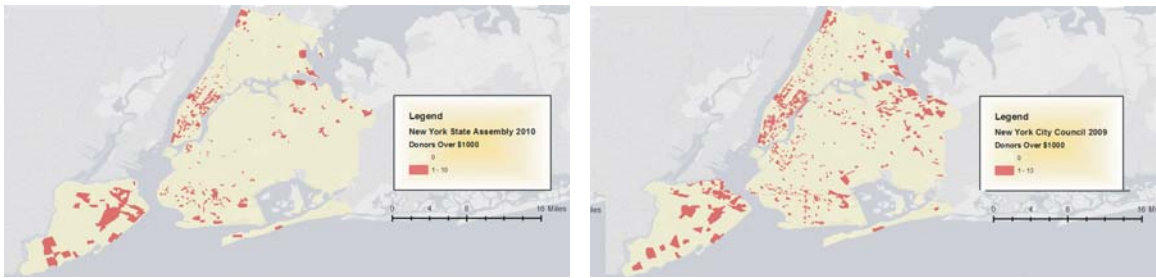 Legend
New York State Assembly 2010
Donors Over $1000
0
1 - 10
0 4 8 16 Miles
Legend
New York City Council 2009
Donors Over $1000
0
1 - 13
0 4 8 16 M